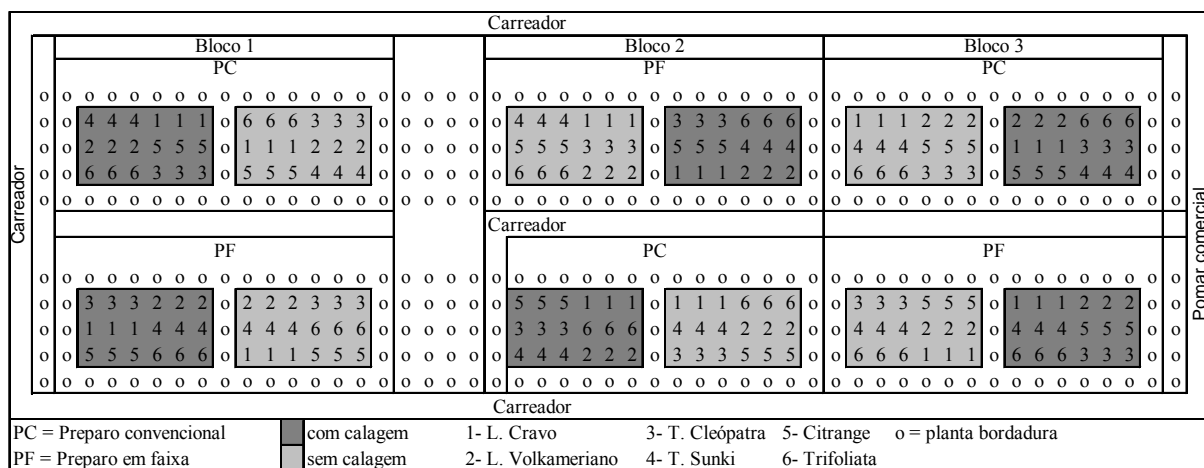 Carreador
Bloco 1 Bloco 2 Bloco 3
PC PF PC
o o o o o o o o o o o o o o o o o o o o o o o o o o o o o o o o o o o o o o o o o o o o o o o o o o o
o o 4 4 4 1 1 1 o 6 6 6 3 3 3 o o o o o o 4 4 4 1 1 1 o 3 3 3 6 6 6 o o 1 1 1 2 2 2 o 2 2 2 6 6 6 o o
o o 2 2 2 5 5 5 o 1 1 1 2 2 2 o o o o o o 5 5 5 3 3 3 o 5 5 5 4 4 4 o o 4 4 4 5 5 5 o 1 1 1 3 3 3 o o
o o 6 6 6 3 3 3 o 5 5 5 4 4 4 o o o o o o 6 6 6 2 2 2 o 1 1 1 2 2 2 o o 6 6 6 3 3 3 o 5 5 5 4 4 4 o o
o o o o o o o o o o o o o o o o o o o o o o o o o o o o o o o o o o o o o o o o o o o o o o o o o o o
Carreador
Carreador
Pomar comercial
PF PC PF
o o o o o o o o o o o o o o o o o o o o o o o o o o o o o o o o o o o o o o o o o o o o o o o o o o o
o o 3 3 3 2 2 2 o 2 2 2 3 3 3 o o o o o o 5 5 5 1 1 1 o 1 1 1 6 6 6 o o 3 3 3 5 5 5 o 1 1 1 2 2 2 o o
o o 1 1 1 4 4 4 o 4 4 4 6 6 6 o o o o o o 3 3 3 6 6 6 o 4 4 4 2 2 2 o o 4 4 4 2 2 2 o 4 4 4 5 5 5 o o
o o 5 5 5 6 6 6 o 1 1 1 5 5 5 o o o o o o 4 4 4 2 2 2 o 3 3 3 5 5 5 o o 6 6 6 1 1 1 o 6 6 6 3 3 3 o o
o o o o o o o o o o o o o o o o o o o o o o o o o o o o o o o o o o o o o o o o o o o o o o o o o o o
Carreador
PC = Preparo convencional com calagem 1- L. Cravo 3- T. Cleópatra 5- Citrange o = planta bordadura
PF = Preparo em faixa sem calagem 2- L. Volkameriano 4- T. Sunki 6- Trifoliata